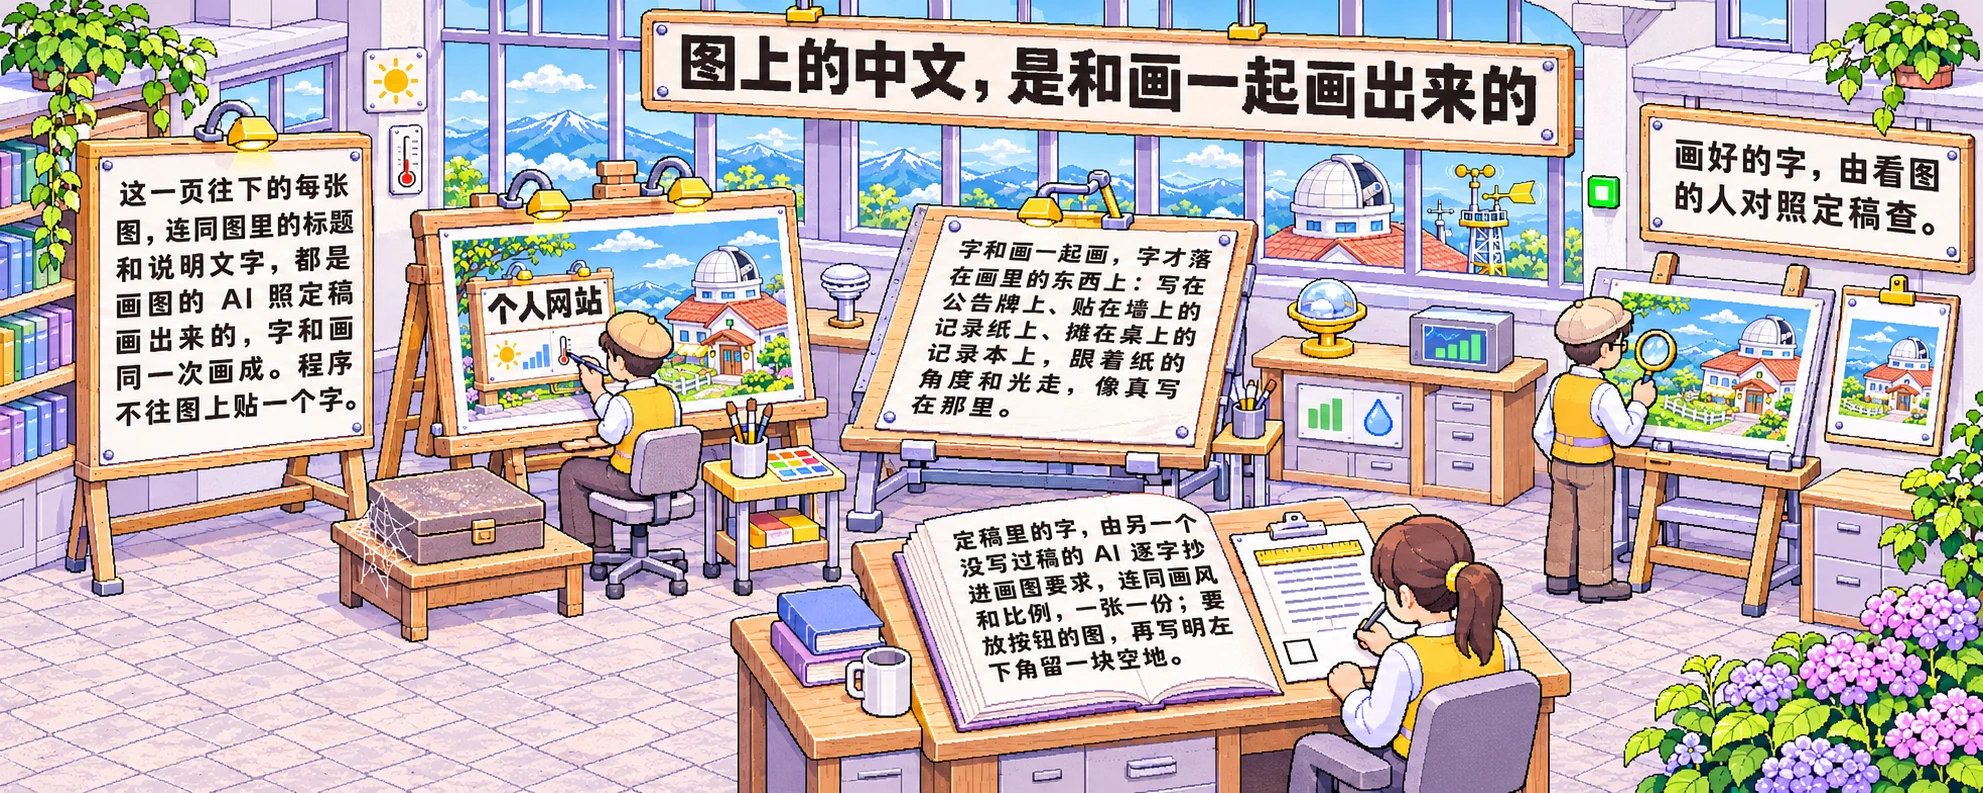 图上的中文，是和画一起画出来的
这一页往下的每张
图，连同图里的标题
和说明文字，都是
画图的 AI 照定稿
画出来的，字和画
同一次画成。程序
不往图上贴一个字。
个人网站
字和画一起画，字才落
在画里的东西上：写在
公告牌上、贴在墙上的
记录纸上、摊在桌上的
记录本上，跟着纸的
角度和光走，像真写
在那里。
画好的字，由看图
的人对照定稿查。
定稿里的字，由另一个
没写过稿的 AI 逐字抄
进画图要求，连同画风
和比例，一张一份；要
放按钮的图，再写明左
下角留一块空地。